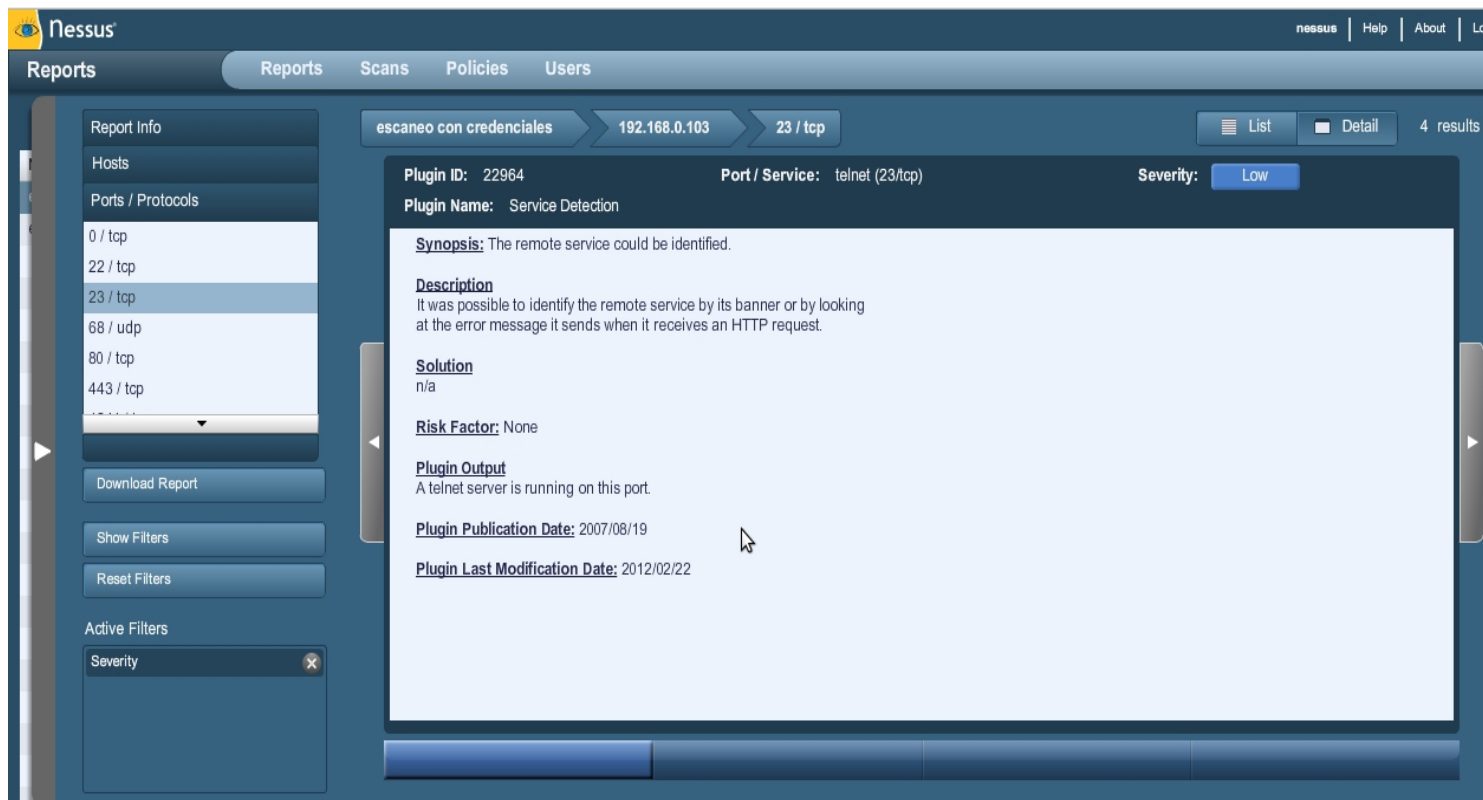 nessus
nessus | Help | About | Lo
Reports
Reports Scans Policies Users
Report Info
Hosts
Ports / Protocols
0 / tcp
22 / tcp
23 / tcp
68 / udp
80 / tcp
443 / tcp
Download Report
Show Filters
Reset Filters
Active Filters
Severity
escaneo con credenciales 192.168.0.103 23 / tcp
List Detail 4 results
Plugin ID: 22964 Port / Service: telnet (23/tcp) Severity: Low
Plugin Name: Service Detection
Synopsis: The remote service could be identified.
Description
It was possible to identify the remote service by its banner or by looking
at the error message it sends when it receives an HTTP request.
Solution
n/a
Risk Factor: None
Plugin Output
A telnet server is running on this port.
Plugin Publication Date: 2007/08/19
Plugin Last Modification Date: 2012/02/22